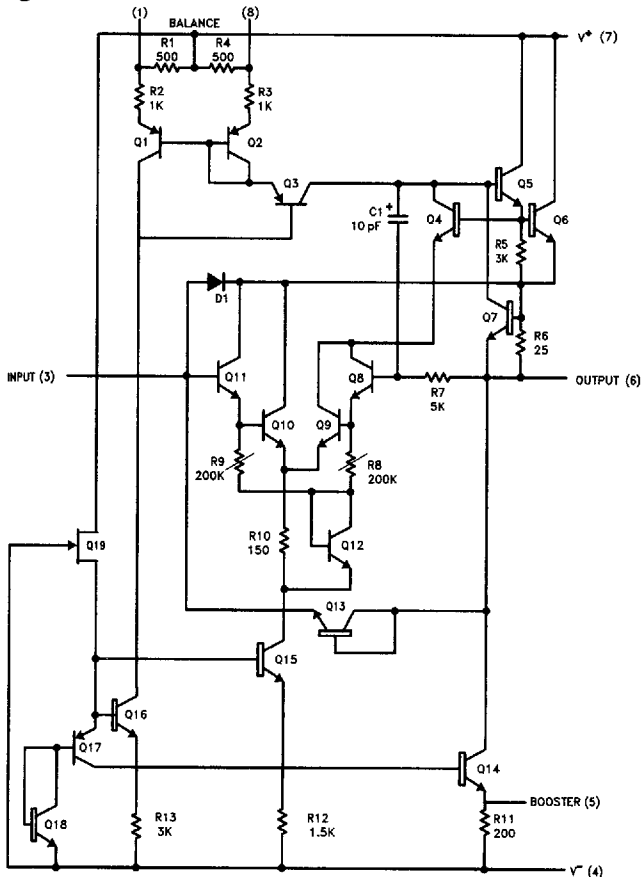 (1)
BALANCE
(8)
V+ (7)
R1
500
R4
500
R2
1K
R3
1K
Q1
Q2
Q3
Q5
C1
+
10 pF
Q4
Q6
R5
3K
D1
Q7
R6
25
INPUT (3)
Q11
Q8
OUTPUT (6)
R7
5K
Q10
Q9
R9
200K
R8
200K
Q19
R10
150
Q12
Q13
Q15
Q16
Q17
Q14
BOOSTER (5)
Q18
R13
3K
R12
1.5K
R11
200
V- (4)